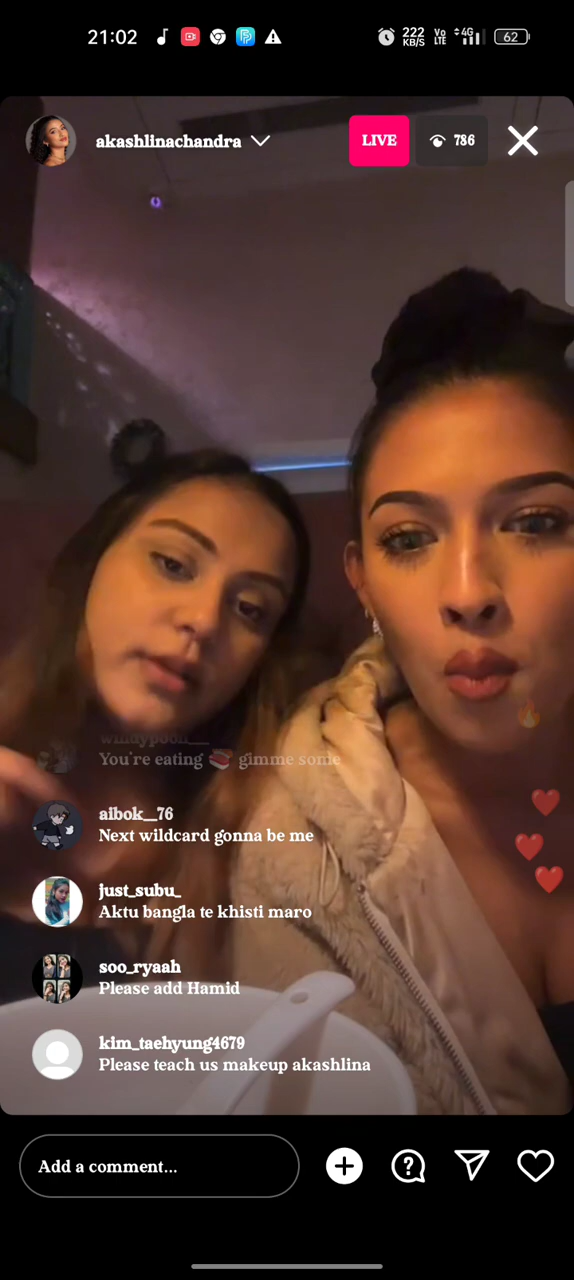 21:02
222 KB/S Vo LTE 4G 62
akashlinachandra LIVE 786
windypooh__
You're eating 🍜 gimme some
aibok__76
Next wildcard gonna be me
just_subu_
Aktu bangla te khisti maro
soo_ryaah
Please add Hamid
kim_taehyung4679
Please teach us makeup akashlina
Add a comment...